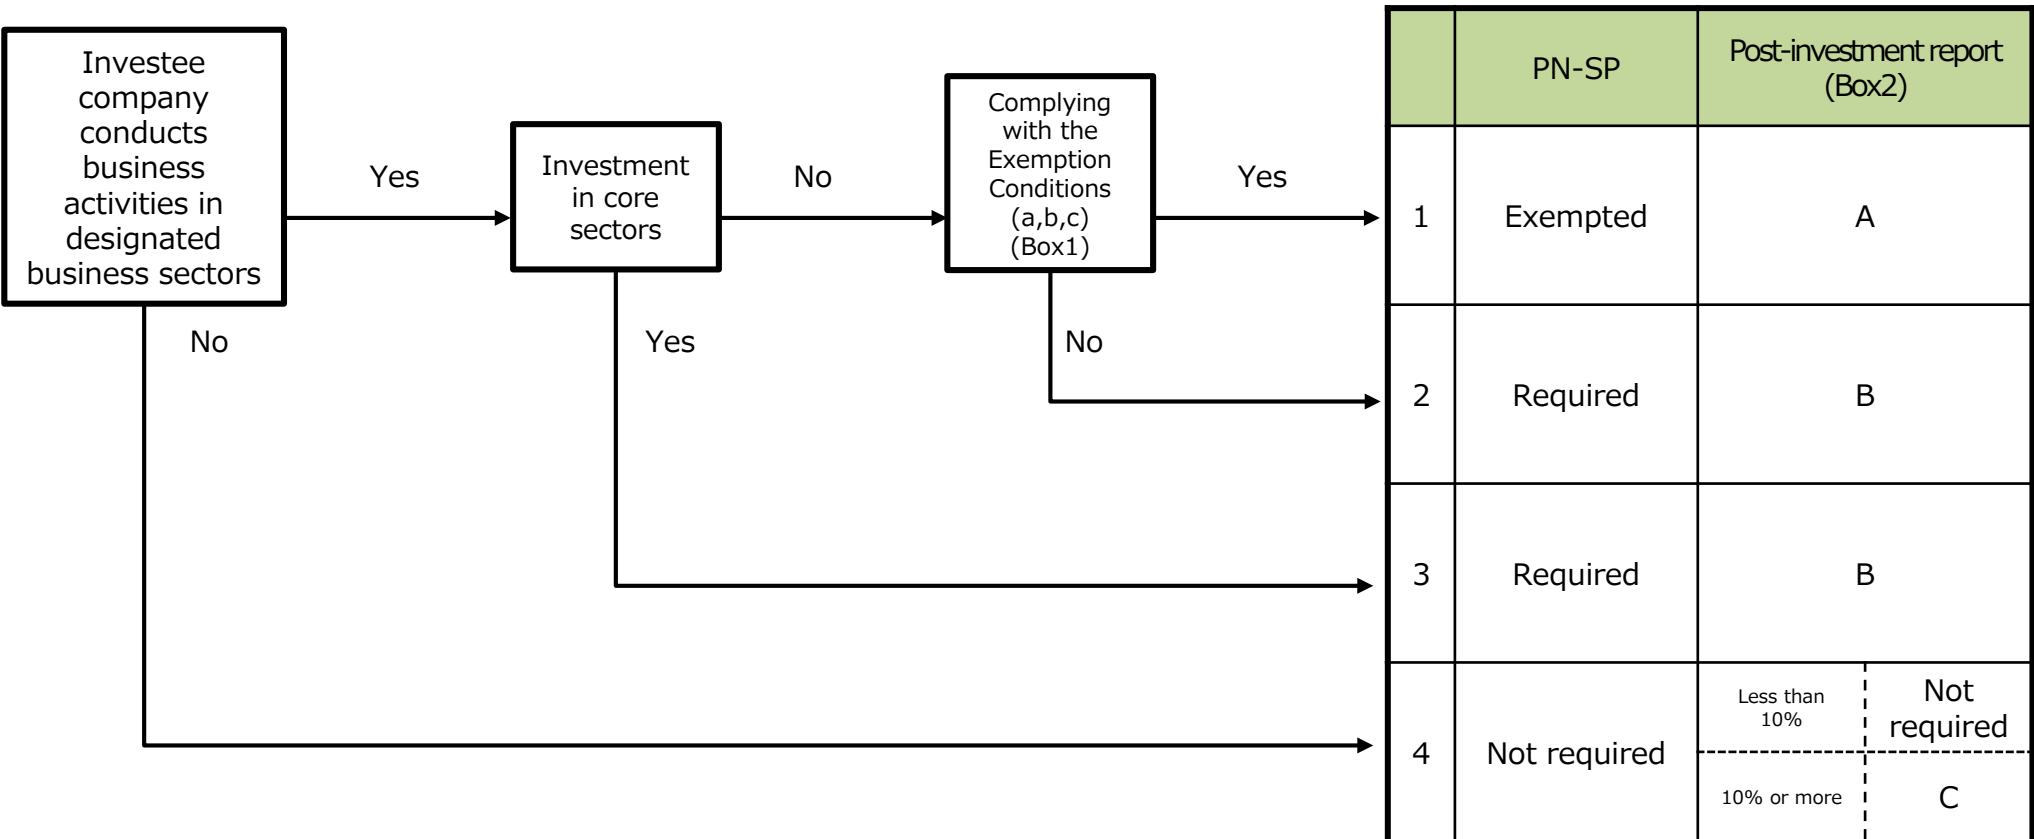 Investee
company
conducts
business
activities in
designated
business sectors
Yes
No
Investment
in core
sectors
No
Yes
Complying
with the
Exemption
Conditions
(a,b,c)
(Box1)
Yes
No
PN-SP
Post-investment report
(Box2)
1
Exempted
A
2
Required
B
3
Required
B
4
Not required
Less than
10%
Not
required
10% or more
C